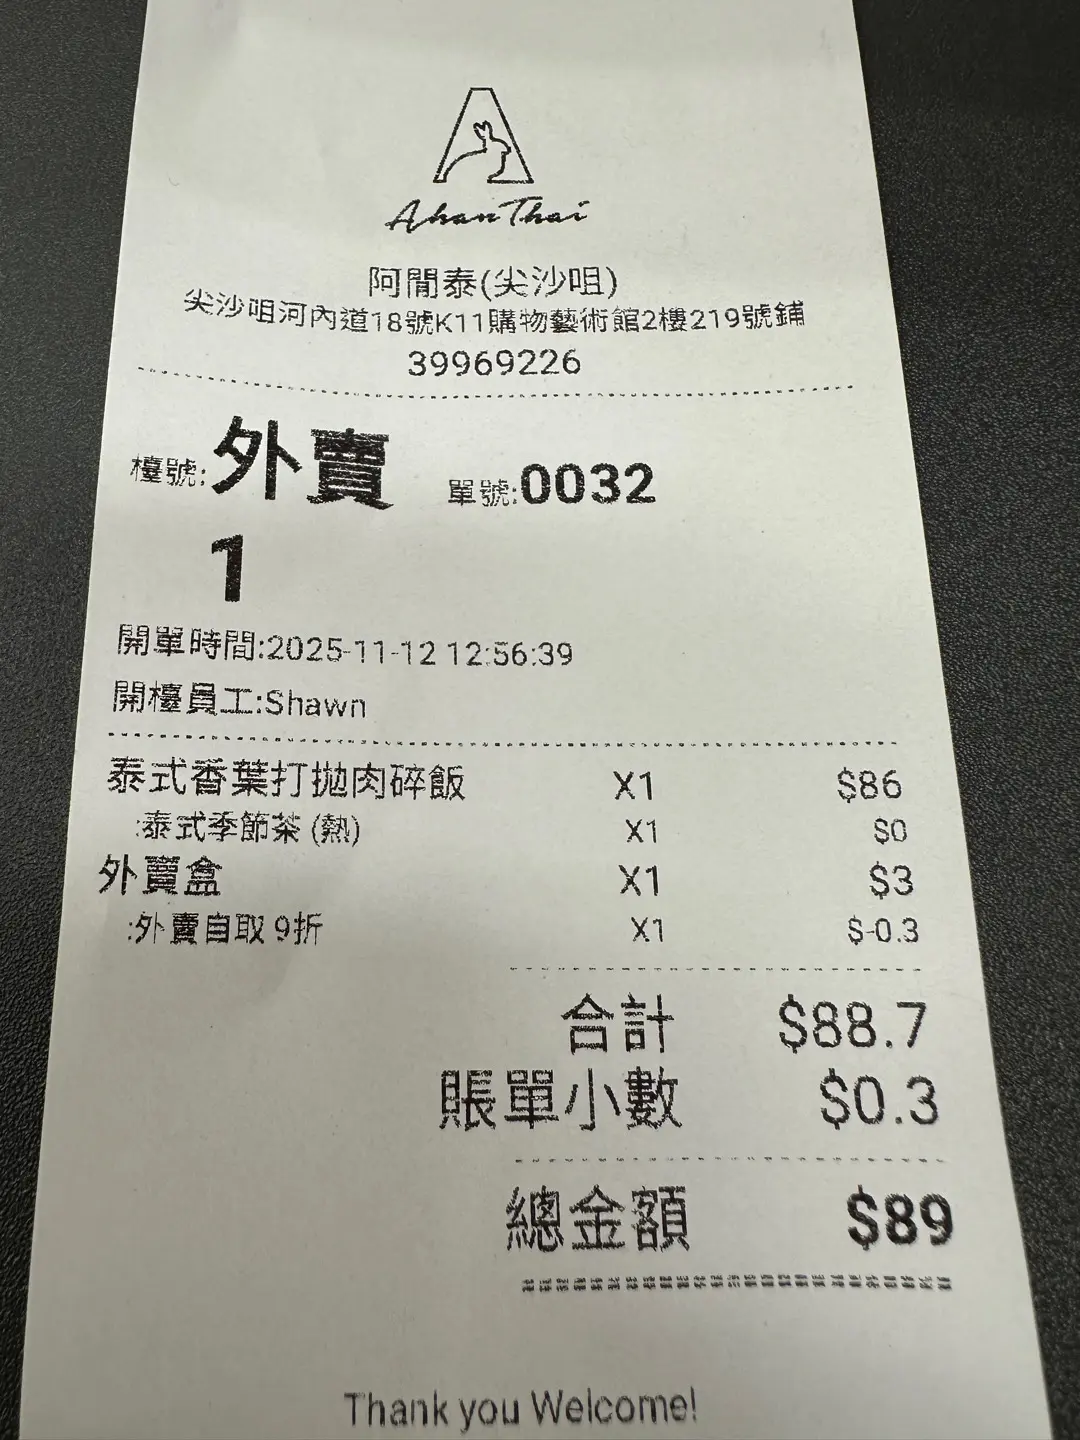 Ahan Thai
阿閒泰(尖沙咀)
尖沙咀河內道18號K11購物藝術館2樓219號鋪
39969226
檯號:外賣 單號:0032
1
開單時間:2025-11-12 12:56:39
開檯員工:Shawn
泰式香葉打拋肉碎飯 X1 $86
:泰式季節茶 (熱) X1 $0
外賣盒 X1 $3
:外賣自取 9折 X1 $-0.3
合計 $88.7
賬單小數 $0.3
總金額 $89
Thank you Welcome!